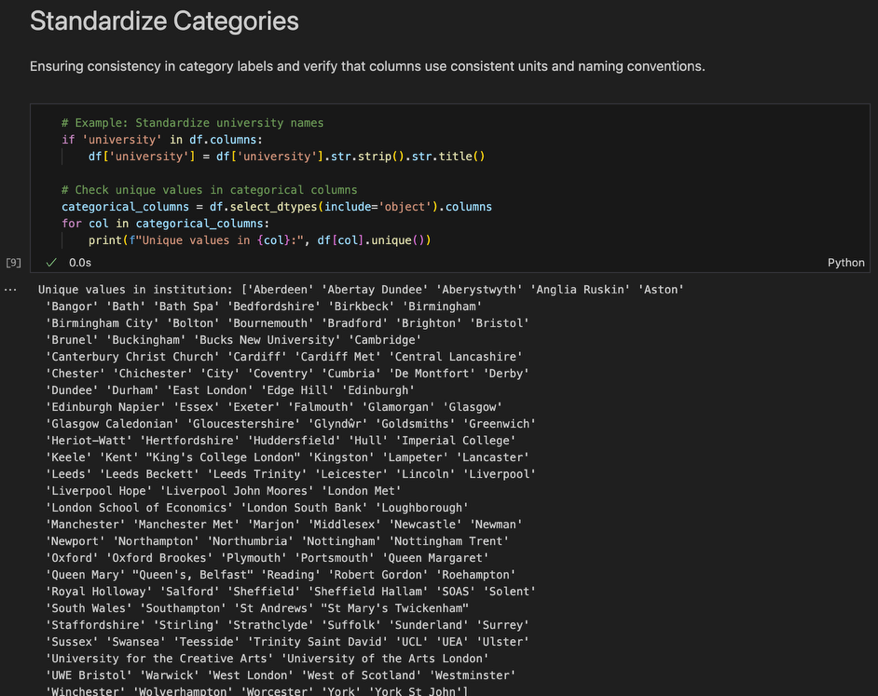 Standardize Categories
Ensuring consistency in category labels and verify that columns use consistent units and naming conventions.
# Example: Standardize university names
if 'university' in df.columns:
    df['university'] = df['university'].str.strip().str.title()
# Check unique values in categorical columns
categorical_columns = df.select_dtypes(include='object').columns
for col in categorical_columns:
    print(f"Unique values in {col}:", df[col].unique())
[9] ✓ 0.0s Python
... Unique values in institution: ['Aberdeen' 'Abertay Dundee' 'Aberystwyth' 'Anglia Ruskin' 'Aston'
'Bangor' 'Bath' 'Bath Spa' 'Bedfordshire' 'Birkbeck' 'Birmingham'
'Birmingham City' 'Bolton' 'Bournemouth' 'Bradford' 'Brighton' 'Bristol'
'Brunel' 'Buckingham' 'Bucks New University' 'Cambridge'
'Canterbury Christ Church' 'Cardiff' 'Cardiff Met' 'Central Lancashire'
'Chester' 'Chichester' 'City' 'Coventry' 'Cumbria' 'De Montfort' 'Derby'
'Dundee' 'Durham' 'East London' 'Edge Hill' 'Edinburgh'
'Edinburgh Napier' 'Essex' 'Exeter' 'Falmouth' 'Glamorgan' 'Glasgow'
'Glasgow Caledonian' 'Gloucestershire' 'Glyndŵr' 'Goldsmiths' 'Greenwich'
'Heriot-Watt' 'Hertfordshire' 'Huddersfield' 'Hull' 'Imperial College'
'Keele' 'Kent' "King's College London" 'Kingston' 'Lampeter' 'Lancaster'
'Leeds' 'Leeds Beckett' 'Leeds Trinity' 'Leicester' 'Lincoln' 'Liverpool'
'Liverpool Hope' 'Liverpool John Moores' 'London Met'
'London School of Economics' 'London South Bank' 'Loughborough'
'Manchester' 'Manchester Met' 'Marjon' 'Middlesex' 'Newcastle' 'Newman'
'Newport' 'Northampton' 'Northumbria' 'Nottingham' 'Nottingham Trent'
'Oxford' 'Oxford Brookes' 'Plymouth' 'Portsmouth' 'Queen Margaret'
'Queen Mary' "Queen's, Belfast" 'Reading' 'Robert Gordon' 'Roehampton'
'Royal Holloway' 'Salford' 'Sheffield' 'Sheffield Hallam' 'SOAS' 'Solent'
'South Wales' 'Southampton' 'St Andrews' "St Mary's Twickenham"
'Staffordshire' 'Stirling' 'Strathclyde' 'Suffolk' 'Sunderland' 'Surrey'
'Sussex' 'Swansea' 'Teesside' 'Trinity Saint David' 'UCL' 'UEA' 'Ulster'
'University for the Creative Arts' 'University of the Arts London'
'UWE Bristol' 'Warwick' 'West London' 'West of Scotland' 'Westminster'
'Winchester' 'Wolverhampton' 'Worcester' 'York' 'York St John']